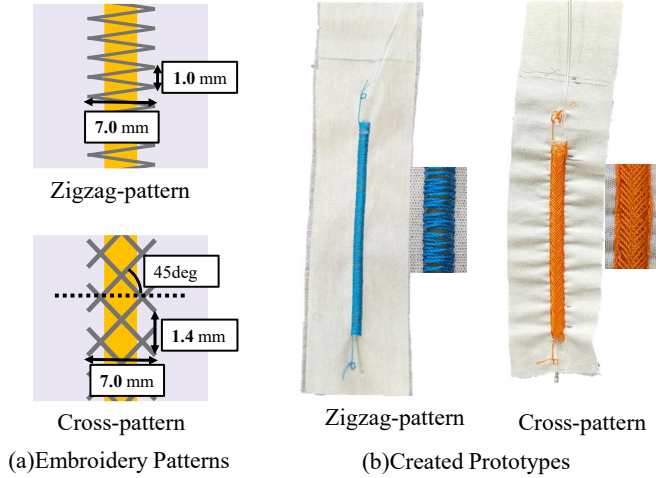 1.0 mm
7.0 mm
Zigzag-pattern
45deg
1.4 mm
7.0 mm
Cross-pattern
(a)Embroidery Patterns
Zigzag-pattern
Cross-pattern
(b)Created Prototypes